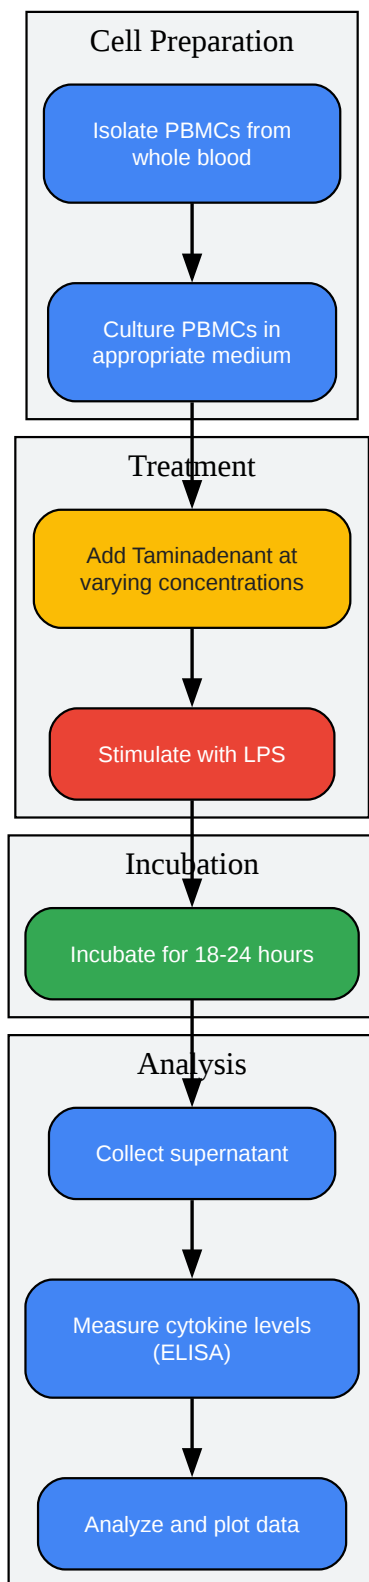 Cell Preparation
Isolate PBMCs from
whole blood
Culture PBMCs in
appropriate medium
Treatment
Add Taminadenant at
varying concentrations
Stimulate with LPS
Incubation
Incubate for 18-24 hours
Analysis
Collect supernatant
Measure cytokine levels
(ELISA)
Analyze and plot data